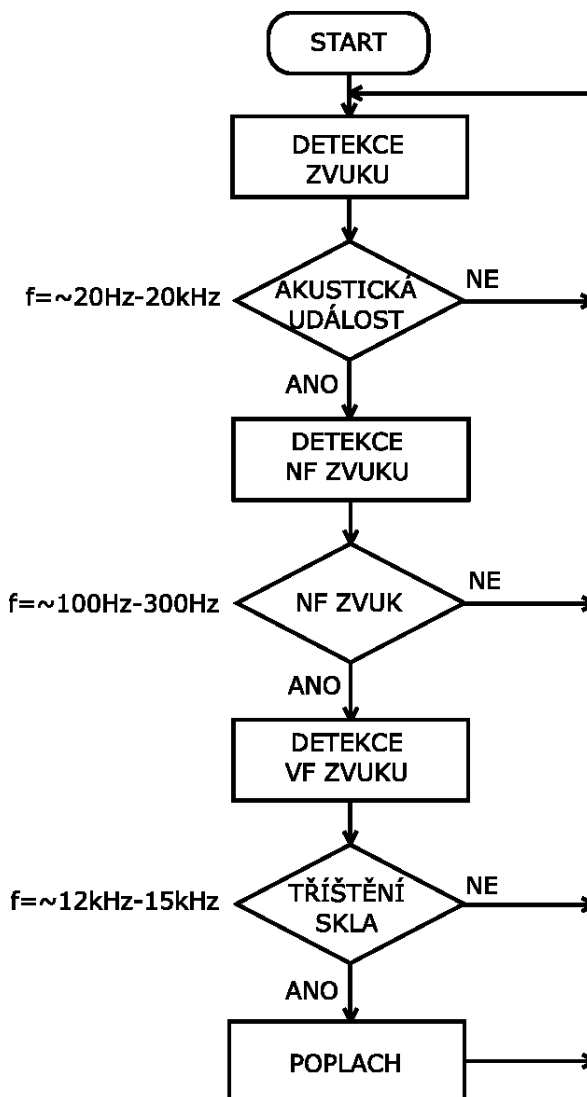 START
DETEKCE
ZVUKU
f=~20Hz-20kHz
AKUSTICKÁ
UDÁLOST
NE
ANO
DETEKCE
NF ZVUKU
f=~100Hz-300Hz
NF ZVUK
NE
ANO
DETEKCE
VF ZVUKU
f=~12kHz-15kHz
TŘÍŠTĚNÍ
SKLA
NE
ANO
POPLACH